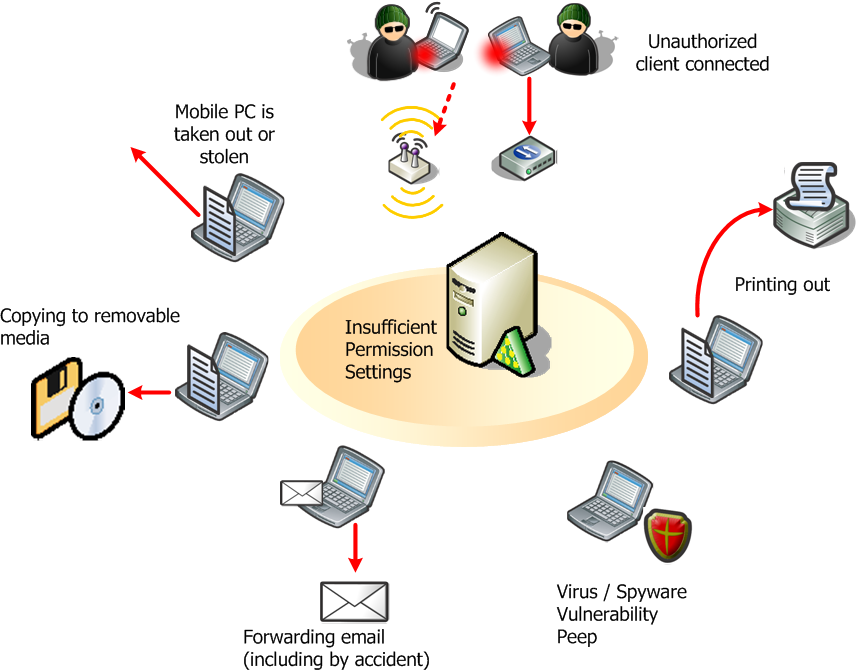 Unauthorized
client connected
Mobile PC is
taken out or
stolen
Printing out
Copying to removable
media
Insufficient
Permission
Settings
Virus / Spyware
Vulnerability
Peep
Forwarding email
(including by accident)